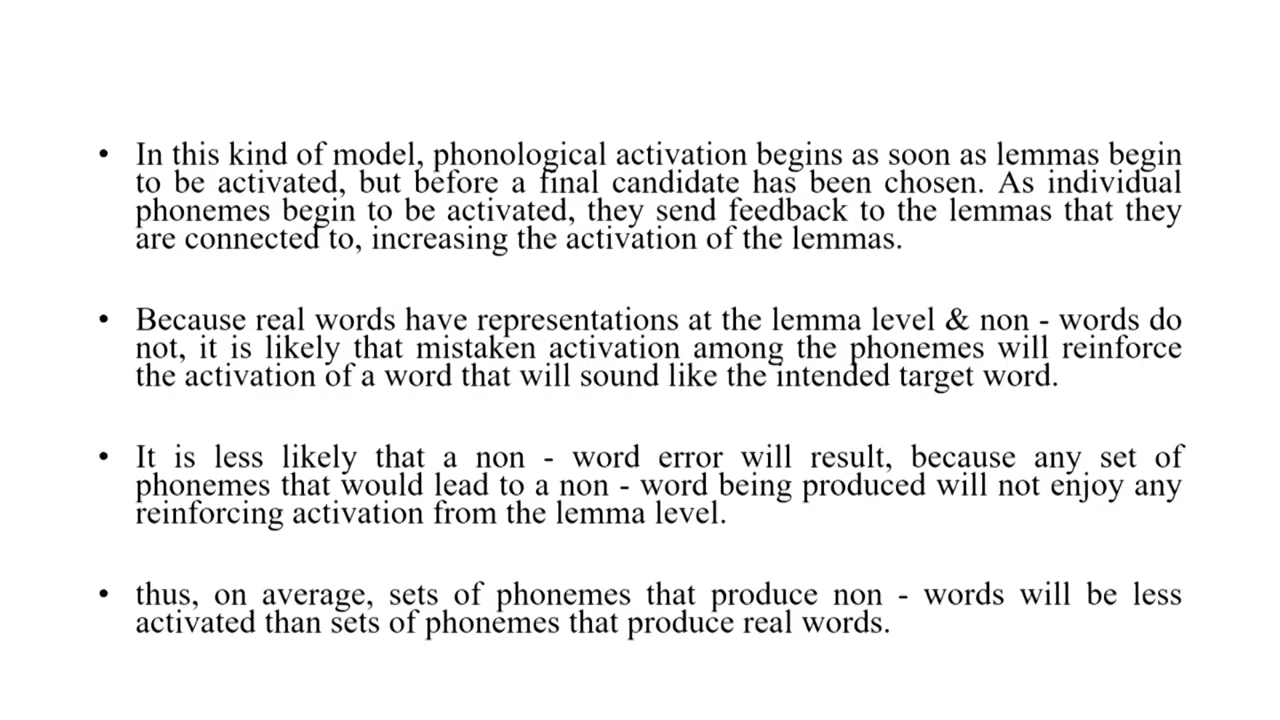 • In this kind of model, phonological activation begins as soon as lemmas begin
to be activated, but before a final candidate has been chosen. As individual
phonemes begin to be activated, they send feedback to the lemmas that they
are connected to, increasing the activation of the lemmas.
• Because real words have representations at the lemma level & non - words do
not, it is likely that mistaken activation among the phonemes will reinforce
the activation of a word that will sound like the intended target word.
• It is less likely that a non - word error will result, because any set of
phonemes that would lead to a non - word being produced will not enjoy any
reinforcing activation from the lemma level.
• thus, on average, sets of phonemes that produce non - words will be less
activated than sets of phonemes that produce real words.